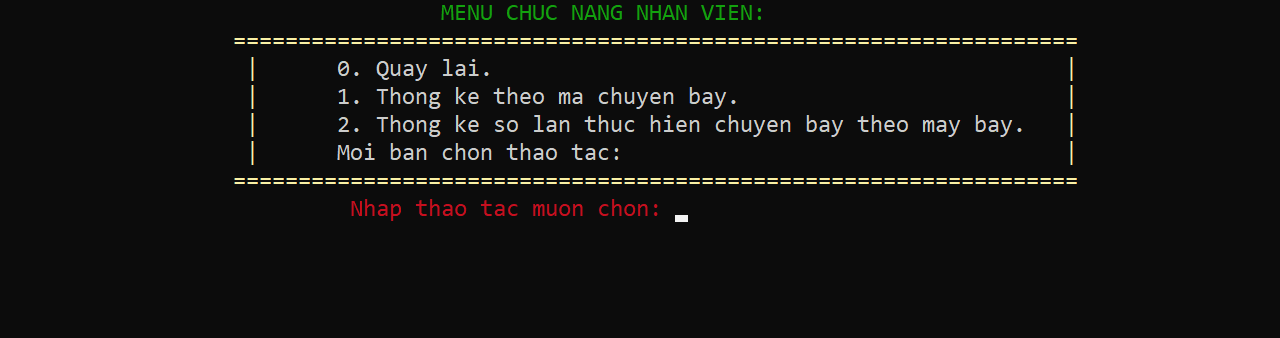 MENU CHUC NANG NHAN VIEN:
=================================================================
|      0. Quay lai.                                            |
|      1. Thong ke theo ma chuyen bay.                         |
|      2. Thong ke so lan thuc hien chuyen bay theo may bay.   |
|      Moi ban chon thao tac:                                  |
=================================================================
Nhap thao tac muon chon: